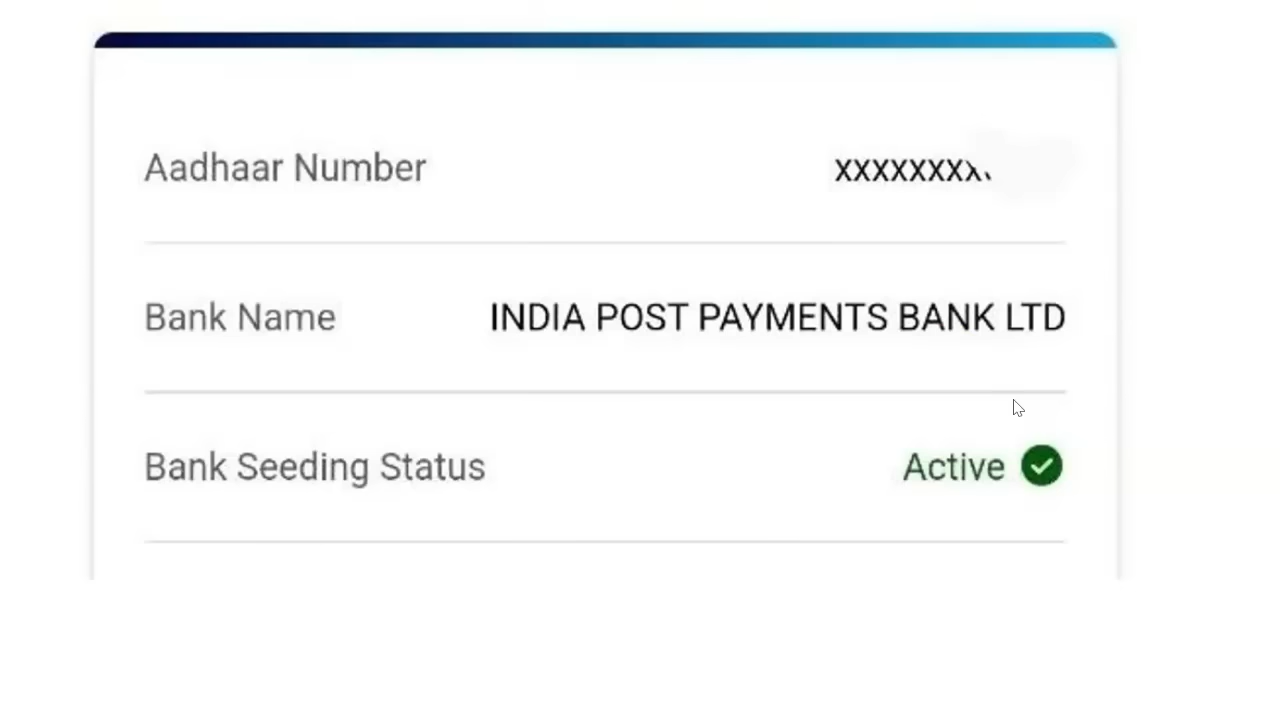 Aadhaar Number xxxxxxxx
Bank Name INDIA POST PAYMENTS BANK LTD
Bank Seeding Status Active